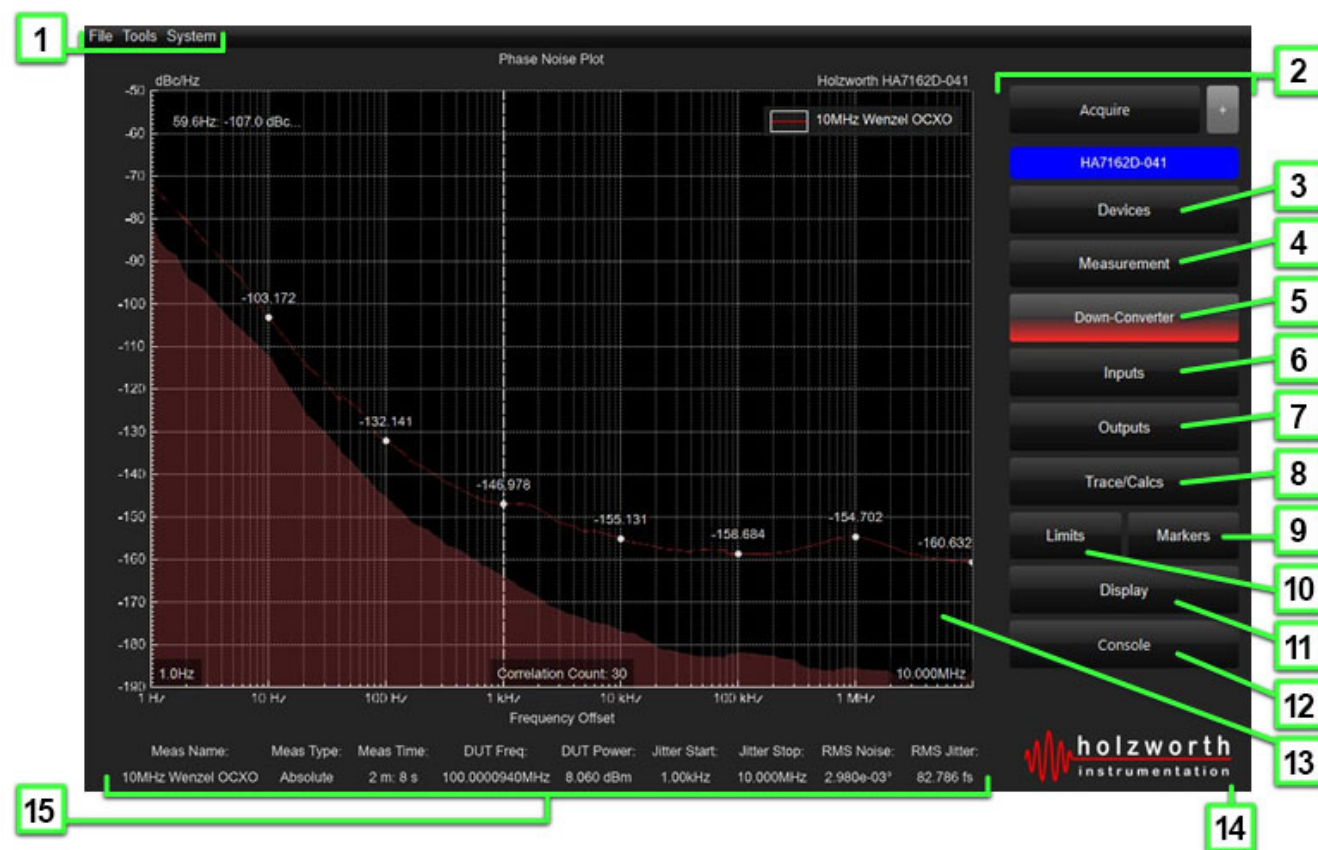 1
File Tools System
Phase Noise Plot
dBc/Hz
Holzworth HA7162D-041
59.6Hz: -107.0 dBc...
10MHz Wenzel OCXO
-50
-60
-70
-80
-90
-100
-110
-120
-130
-140
-150
-160
-170
-180
-190
-103.172
-132.141
-146.978
-155.131
-158.684
-154.702
-160.632
1.0Hz
Correlation Count: 30
10.000MHz
1 Hz
10 Hz
100 Hz
1 kHz
10 kHz
100 kHz
1 MHz
Frequency Offset
Meas Name: Meas Type: Meas Time: DUT Freq: DUT Power: Jitter Start: Jitter Stop: RMS Noise: RMS Jitter:
10MHz Wenzel OCXO Absolute 2 m: 8 s 100.0000940MHz 8.060 dBm 1.00kHz 10.000MHz 2.980e-03° 82.786 fs
15
Acquire +
2
HA7162D-041
Devices
3
Measurement
4
Down-Converter
5
Inputs
6
Outputs
7
Trace/Calcs
8
Limits Markers
9
10
Display
11
Console
12
13
holzworth
instrumentation
14